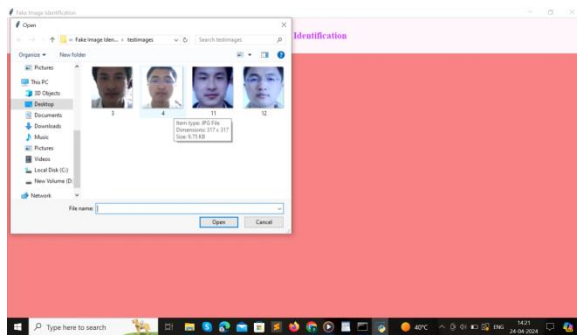 Fake Image Identification
Identification
Open
Fake Image Iden... › testimages
Search testimages
Organize
New folder
Pictures
This PC
3D Objects
Desktop
Documents
Downloads
Music
Pictures
Videos
Local Disk (C:)
New Volume (D:
Network
3
4
11
12
Item type: JPG File
Dimensions: 317 x 317
Size: 9.75 KB
File name:
Open
Cancel
Type here to search
40°C
ENG
14:21
24-04-2024